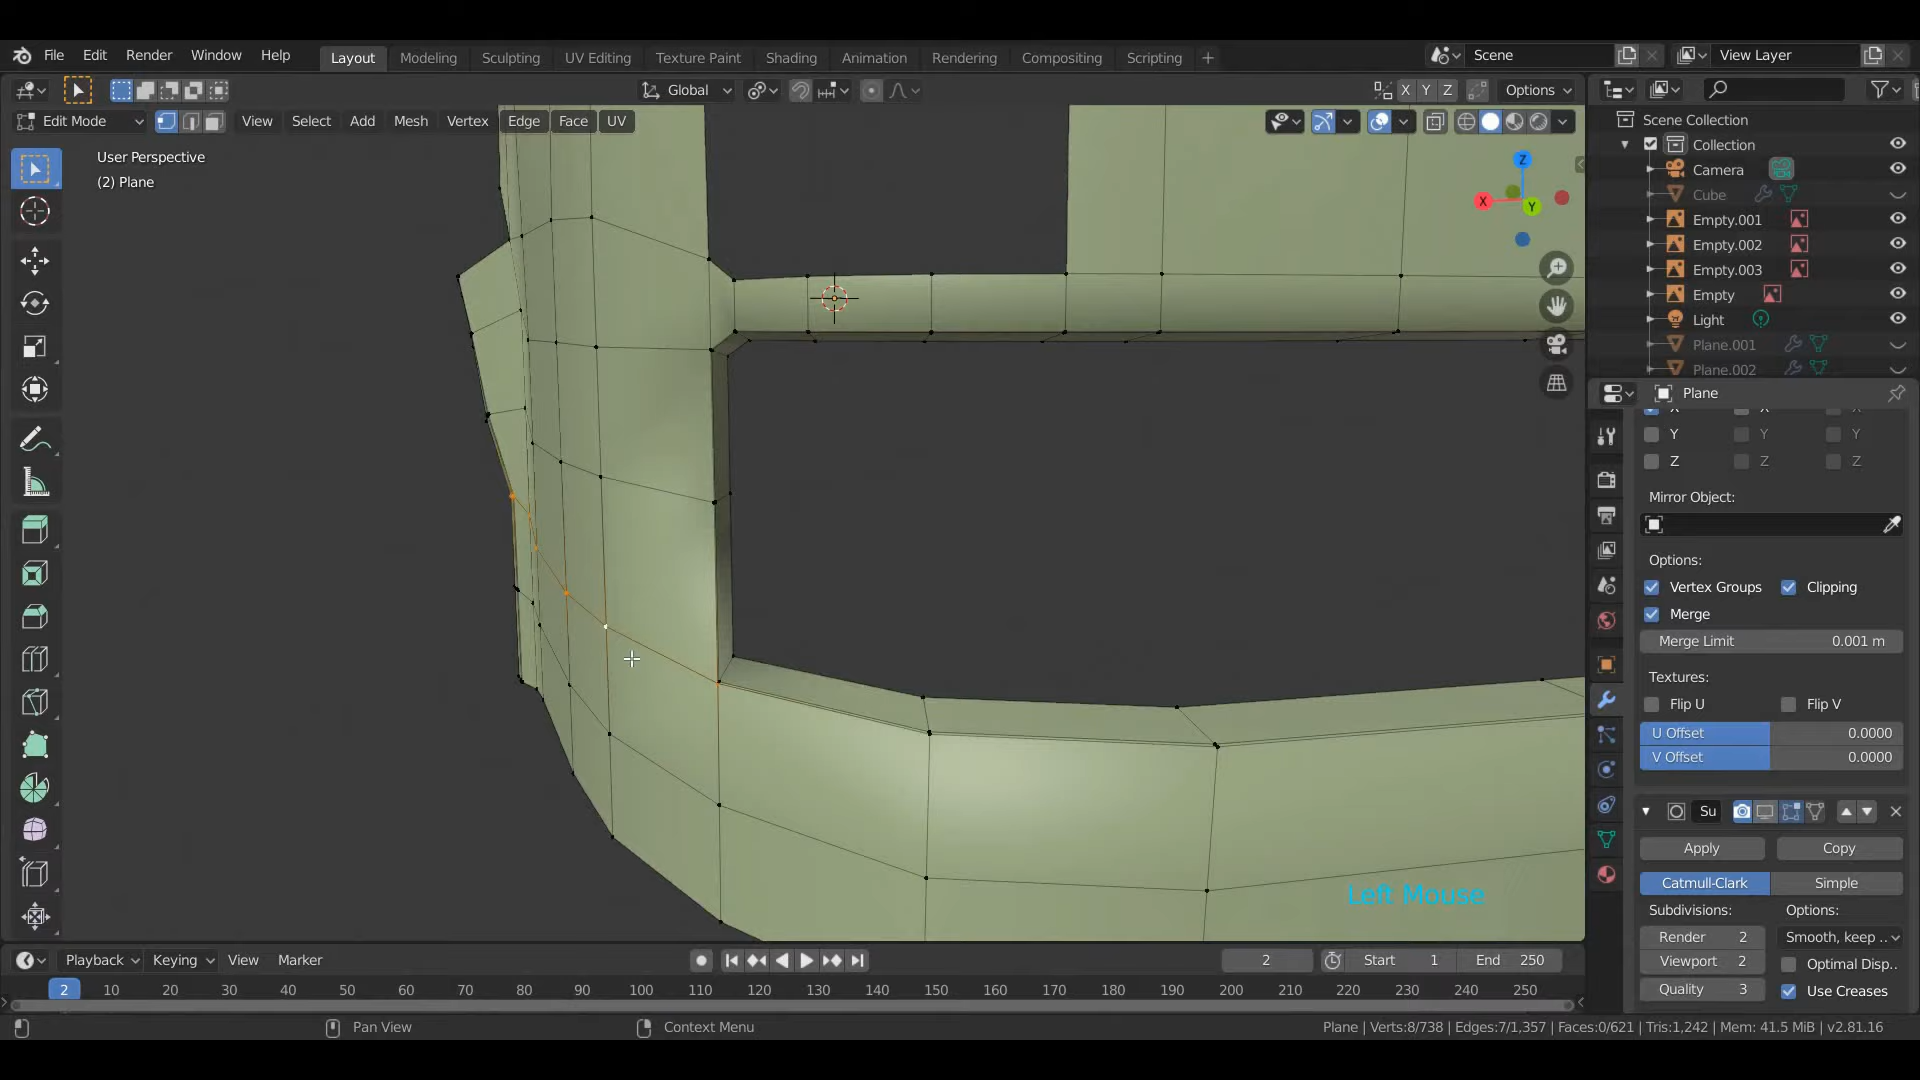 File Edit Render Window Help Layout Modeling Sculpting UV Editing Texture Paint Shading Animation Rendering Compositing Scripting + Scene View Layer
Global X Y Z Options
Edit Mode View Select Add Mesh Vertex Edge Face UV
User Perspective
(2) Plane
Z
X
Y
Left Mouse
Scene Collection
Collection
Camera
Cube
Empty.001
Empty.002
Empty.003
Empty
Light
Plane.001
Plane.002
Plane
Y Y Y
Z Z Z
Mirror Object:
Options:
Vertex Groups Clipping
Merge
Merge Limit 0.001 m
Textures:
Flip U Flip V
U Offset 0.0000
V Offset 0.0000
Su
Apply Copy
Catmull-Clark Simple
Subdivisions: Options:
Render 2 Smooth, keep ..
Viewport 2 Optimal Disp..
Quality 3 Use Creases
Playback Keying View Marker 2 Start 1 End 250
2 10 20 30 40 50 60 70 80 90 100 110 120 130 140 150 160 170 180 190 200 210 220 230 240 250
Pan View Context Menu Plane | Verts:8/738 | Edges:7/1,357 | Faces:0/621 | Tris:1,242 | Mem: 41.5 MiB | v2.81.16